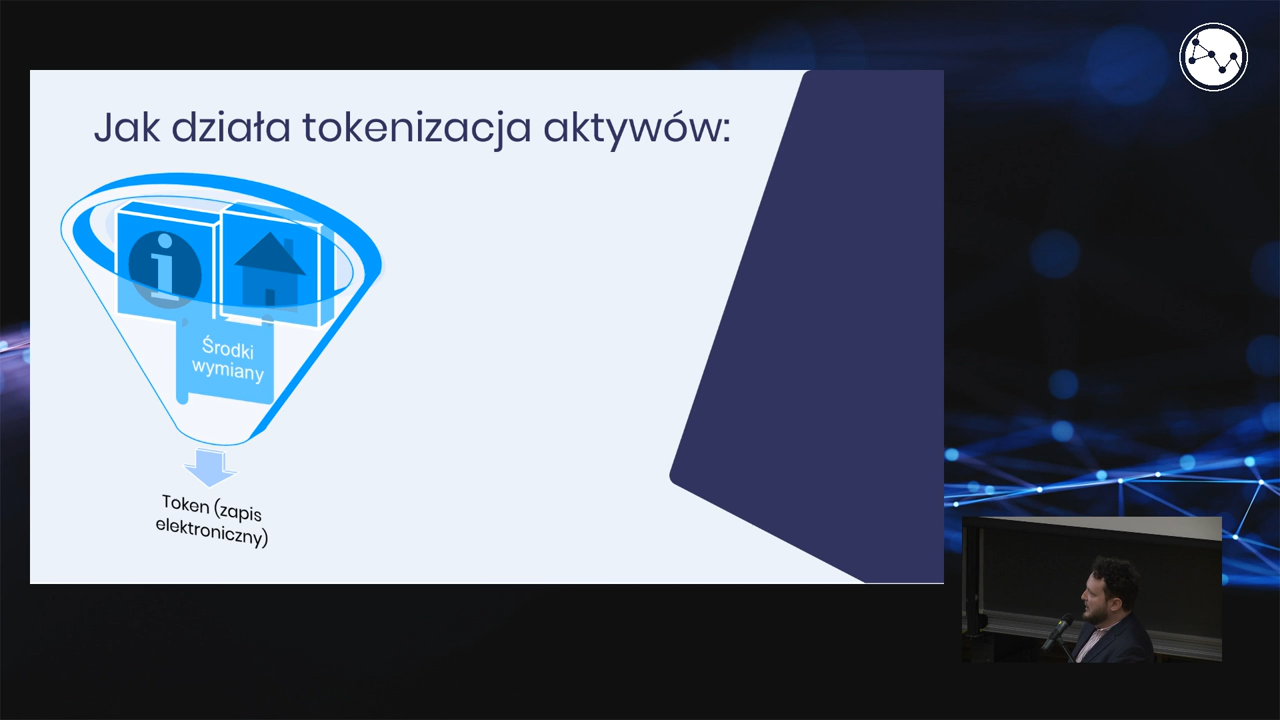 Jak działa tokenizacja aktywów:
Środki
wymiany
Token (zapis
elektroniczny)